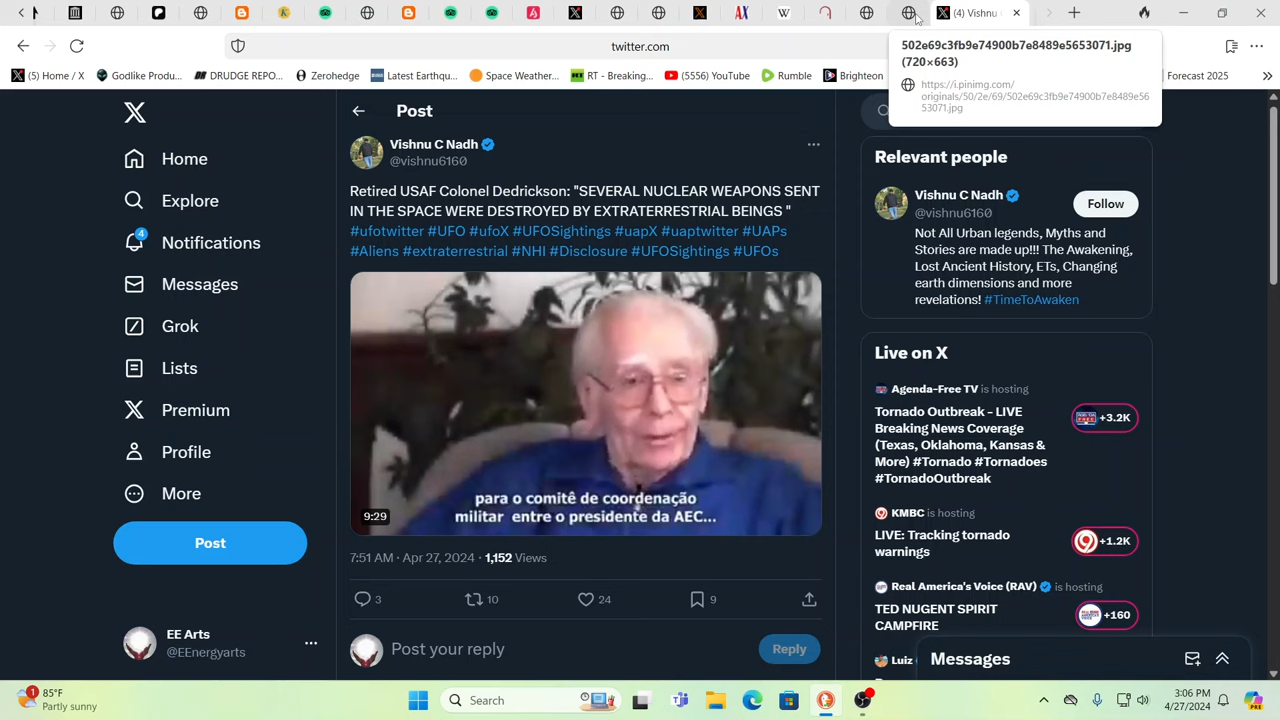 (4) Vishnu
twitter.com
502e69c3fb9e74900b7e8489e5653071.jpg
(720×663)
https://i.pinimg.com/
originals/50/2e/69/502e69c3fb9e74900b7e8489e56
53071.jpg
(5) Home / X
Godlike Produ...
DRUDGE REPO...
Zerohedge
Latest Earthqu...
Space Weather...
RT - Breaking...
(5556) YouTube
Rumble
Brighteon
Forecast 2025
Home
Explore
4
Notifications
Messages
Grok
Lists
Premium
Profile
More
Post
EE Arts
@EEnergyarts
Post
Vishnu C Nadh
@vishnu6160
Retired USAF Colonel Dedrickson: "SEVERAL NUCLEAR WEAPONS SENT
IN THE SPACE WERE DESTROYED BY EXTRATERRESTRIAL BEINGS "
#ufotwitter #UFO #ufoX #UFOSightings #uapX #uaptwitter #UAPs
#Aliens #extraterrestrial #NHI #Disclosure #UFOSightings #UFOs
para o comitê de coordenação
militar entre o presidente da AEC...
9:29
7:51 AM · Apr 27, 2024 · 1,152 Views
3
10
24
9
Post your reply
Reply
Relevant people
Vishnu C Nadh
@vishnu6160
Follow
Not All Urban legends, Myths and
Stories are made up!!! The Awakening,
Lost Ancient History, ETs, Changing
earth dimensions and more
revelations! #TimeToAwaken
Live on X
Agenda-Free TV is hosting
Tornado Outbreak - LIVE
Breaking News Coverage
(Texas, Oklahoma, Kansas &
More) #Tornado #Tornadoes
#TornadoOutbreak
+3.2K
KMBC is hosting
LIVE: Tracking tornado
warnings
+1.2K
Real America's Voice (RAV) is hosting
TED NUGENT SPIRIT
CAMPFIRE
+160
Luiz
Messages
1
85°F
Partly sunny
Search
3:06 PM
4/27/2024